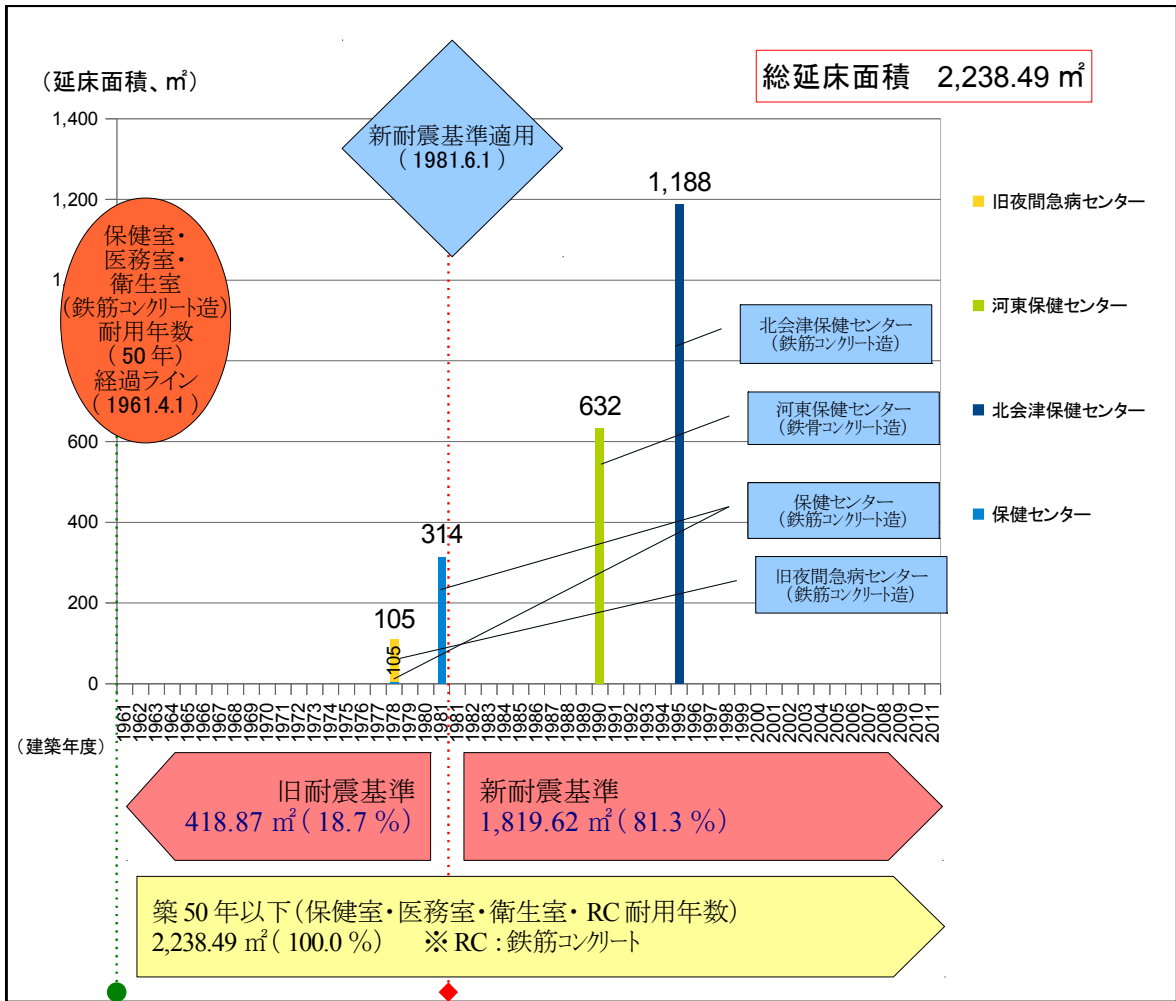 (延床面積、㎡)
総延床面積 2,238.49 ㎡
新耐震基準適用
( 1981.6.1 )
1,400
1,200
1,
600
400
200
0
保健室・
医務室・
衛生室
(鉄筋コンクリート造)
耐用年数
( 50 年)
経過ライン
( 1961.4.1 )
1,188
632
314
105
105
北会津保健センター
(鉄筋コンクリート造)
河東保健センター
(鉄骨コンクリート造)
保健センター
(鉄筋コンクリート造)
旧夜間急病センター
(鉄筋コンクリート造)
旧夜間急病センター
河東保健センター
北会津保健センター
保健センター
1961 1962 1963 1964 1965 1966 1967 1968 1969 1970 1971 1972 1973 1974 1975 1976 1977 1978 1979 1980 1981 1981 1982 1983 1984 1985 1986 1987 1988 1989 1990 1991 1992 1993 1994 1995 1996 1997 1998 1999 2000 2001 2002 2003 2004 2005 2006 2007 2008 2009 2010 2011
(建築年度)
旧耐震基準
418.87 ㎡( 18.7 %)
新耐震基準
1,819.62 ㎡( 81.3 %)
築 50 年以下(保健室・医務室・衛生室・ RC 耐用年数)
2,238.49 ㎡( 100.0 %) ※ RC : 鉄筋コンクリート